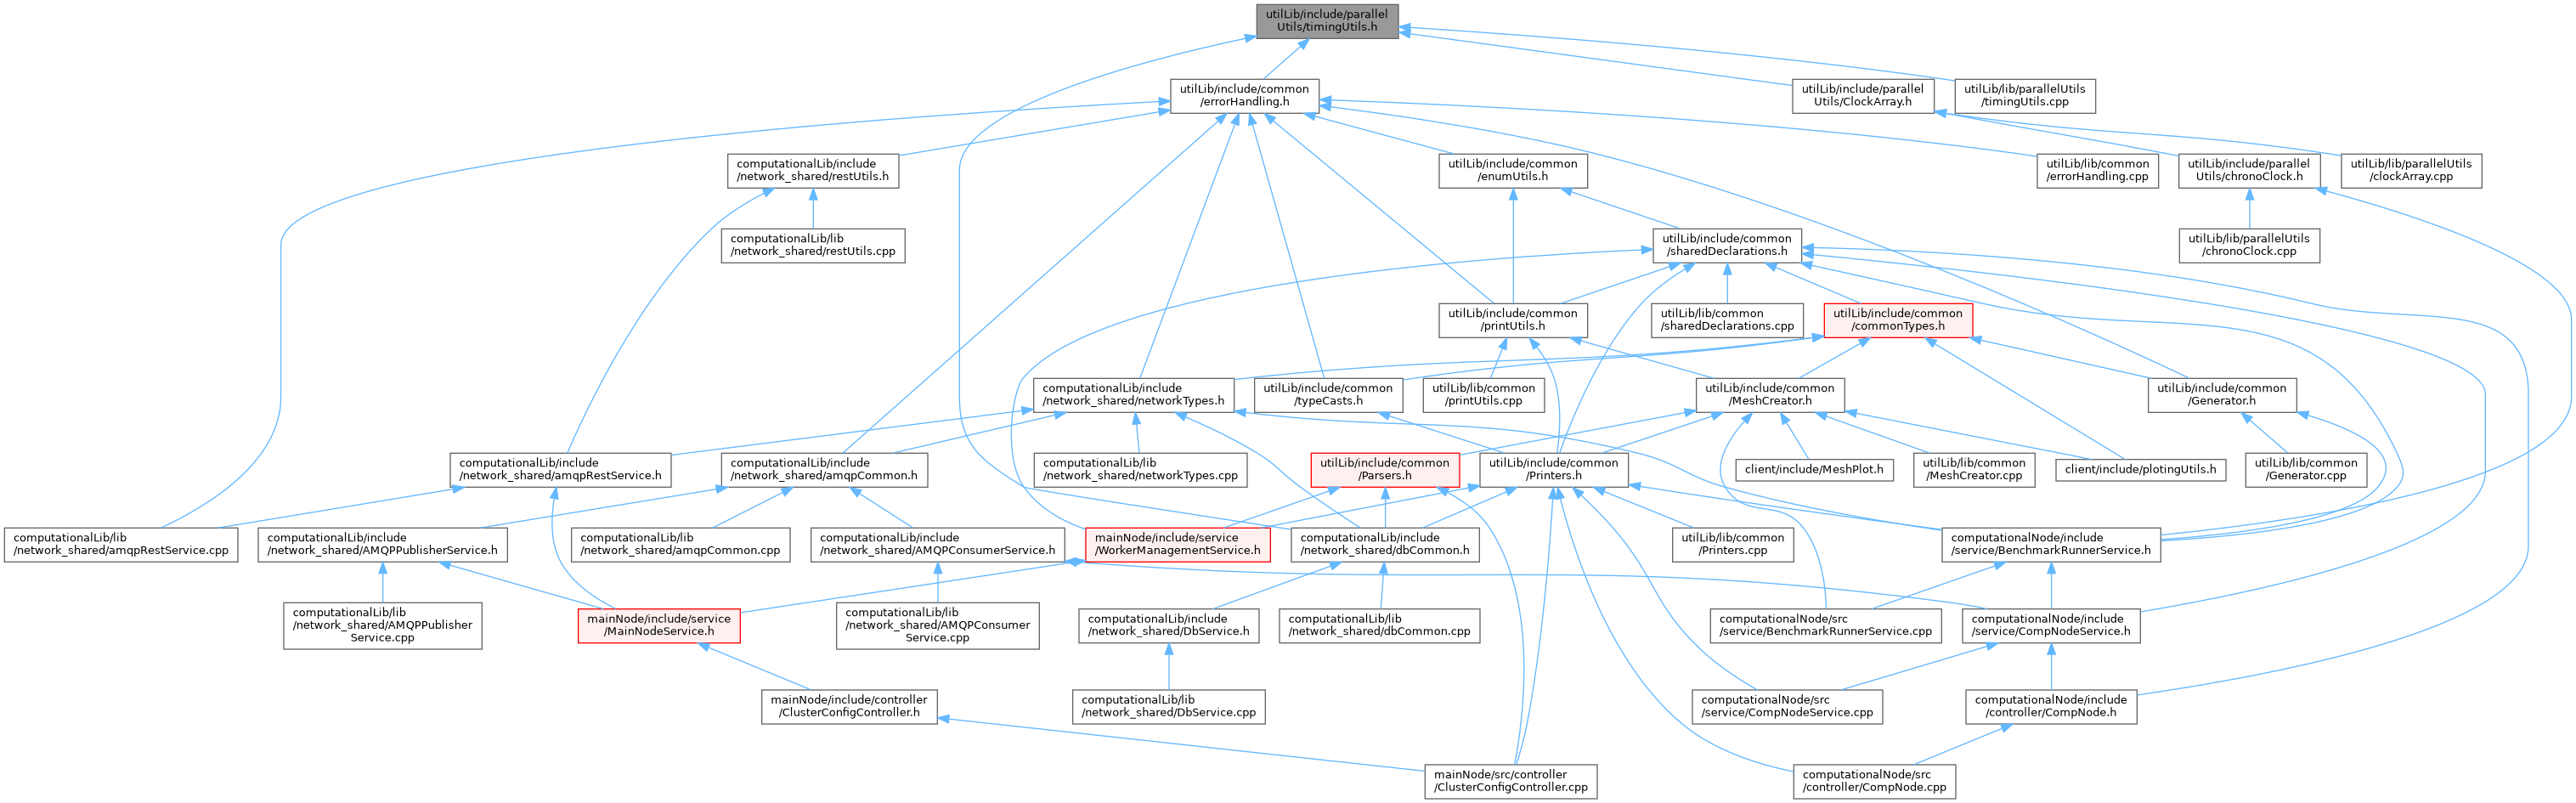 utilLib/include/parallel
Utils/timingUtils.h
utilLib/include/common
/errorHandling.h
utilLib/include/parallel
Utils/ClockArray.h
utilLib/lib/parallelUtils
/timingUtils.cpp
computationalLib/include
/network_shared/restUtils.h
utilLib/include/common
/enumUtils.h
utilLib/lib/common
/errorHandling.cpp
utilLib/include/parallel
Utils/chronoClock.h
utilLib/lib/parallelUtils
/clockArray.cpp
computationalLib/lib
/network_shared/restUtils.cpp
utilLib/include/common
/sharedDeclarations.h
utilLib/lib/parallelUtils
/chronoClock.cpp
utilLib/include/common
/printUtils.h
utilLib/lib/common
/sharedDeclarations.cpp
utilLib/include/common
/commonTypes.h
computationalLib/include
/network_shared/networkTypes.h
utilLib/include/common
/typeCasts.h
utilLib/lib/common
/printUtils.cpp
utilLib/include/common
/MeshCreator.h
utilLib/include/common
/Generator.h
computationalLib/include
/network_shared/amqpRestService.h
computationalLib/include
/network_shared/amqpCommon.h
computationalLib/lib
/network_shared/networkTypes.cpp
utilLib/include/common
/Parsers.h
utilLib/include/common
/Printers.h
client/include/MeshPlot.h
utilLib/lib/common
/MeshCreator.cpp
client/include/plotingUtils.h
utilLib/lib/common
/Generator.cpp
computationalLib/lib
/network_shared/amqpRestService.cpp
computationalLib/include
/network_shared/AMQPPublisherService.h
computationalLib/lib
/network_shared/amqpCommon.cpp
computationalLib/include
/network_shared/AMQPConsumerService.h
mainNode/include/service
/WorkerManagementService.h
computationalLib/include
/network_shared/dbCommon.h
utilLib/lib/common
/Printers.cpp
computationalNode/include
/service/BenchmarkRunnerService.h
computationalLib/lib
/network_shared/AMQPPublisher
Service.cpp
mainNode/include/service
/MainNodeService.h
computationalLib/lib
/network_shared/AMQPConsumer
Service.cpp
computationalLib/include
/network_shared/DbService.h
computationalLib/lib
/network_shared/dbCommon.cpp
computationalNode/src
/service/BenchmarkRunnerService.cpp
computationalNode/include
/service/CompNodeService.h
mainNode/include/controller
/ClusterConfigController.h
computationalLib/lib
/network_shared/DbService.cpp
computationalNode/src
/service/CompNodeService.cpp
computationalNode/include
/controller/CompNode.h
mainNode/src/controller
/ClusterConfigController.cpp
computationalNode/src
/controller/CompNode.cpp